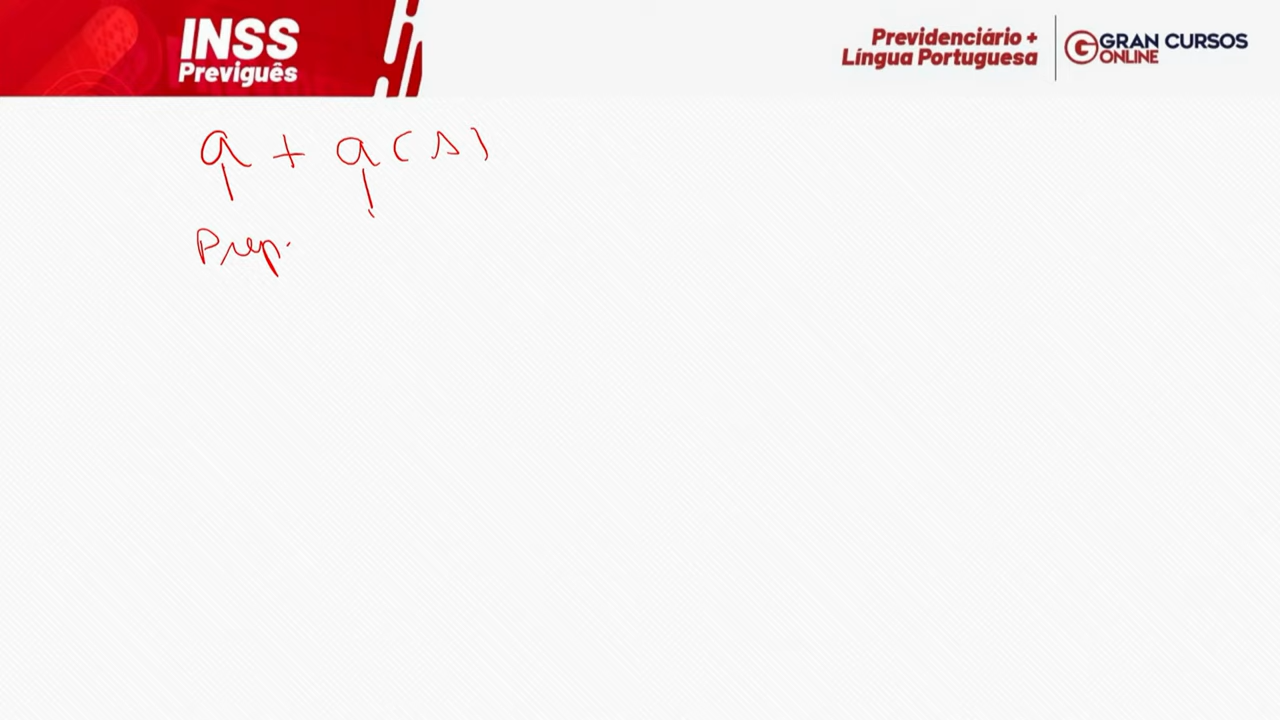 INSS
Previguês
Previdenciário +
Língua Portuguesa
GRAN CURSOS
ONLINE
a + a(s)
Prep.